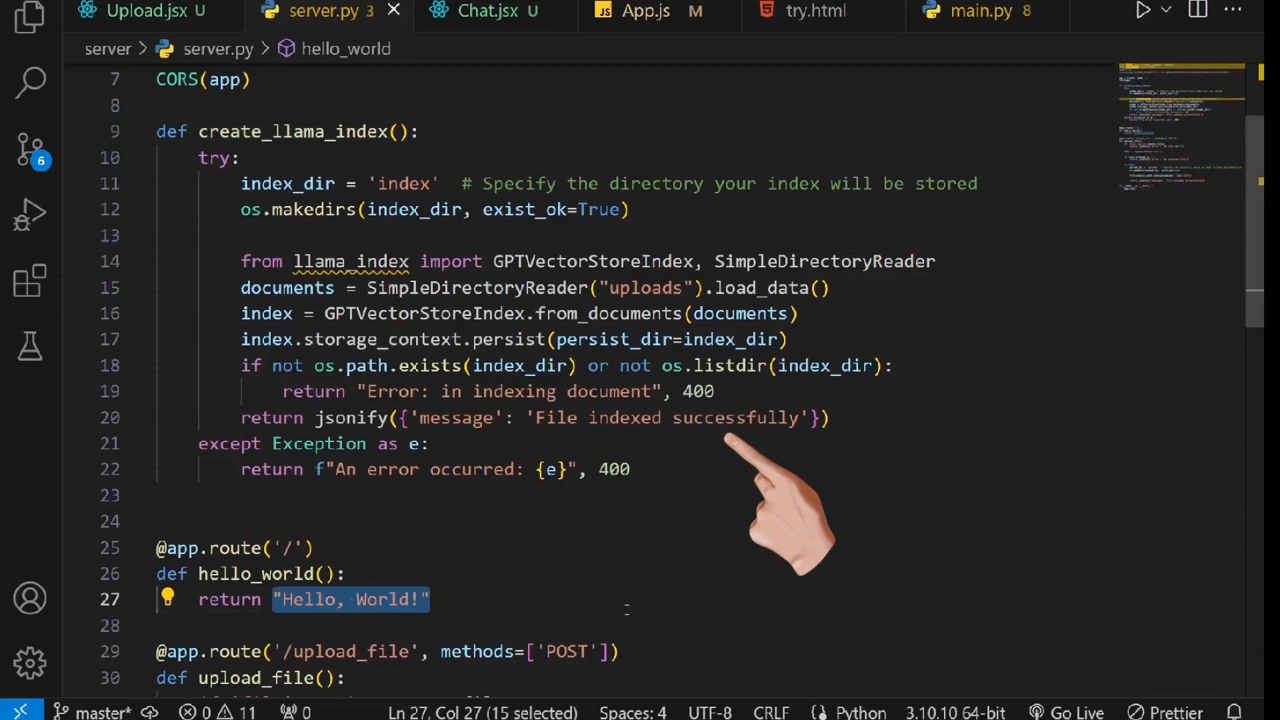 Upload.jsx U server.py 3 Chat.jsx U App.js M try.html main.py 8
server > server.py > hello_world
7 CORS(app)
8
9 def create_llama_index():
10 try:
11 index_dir = 'index' # Specify the directory your index will be stored
12 os.makedirs(index_dir, exist_ok=True)
13
14 from llama_index import GPTVectorStoreIndex, SimpleDirectoryReader
15 documents = SimpleDirectoryReader("uploads").load_data()
16 index = GPTVectorStoreIndex.from_documents(documents)
17 index.storage_context.persist(persist_dir=index_dir)
18 if not os.path.exists(index_dir) or not os.listdir(index_dir):
19 return "Error: in indexing document", 400
20 return jsonify({'message': 'File indexed successfully'})
21 except Exception as e:
22 return f"An error occurred: {e}", 400
23
24
25 @app.route('/')
26 def hello_world():
27 return "Hello, World!"
28
29 @app.route('/upload_file', methods=['POST'])
30 def upload_file():
6
master* 0 11 0 Ln 27, Col 27 (15 selected) Spaces: 4 UTF-8 CRLF Python 3.10.10 64-bit Go Live Prettier